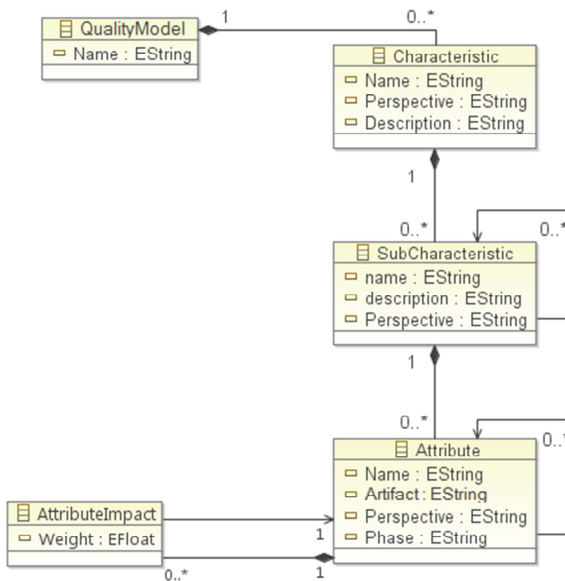 QualityModel
Name : EString
1
0..*
Characteristic
Name : EString
Perspective : EString
Description : EString
1
0..*
0..*
SubCharacteristic
name : EString
description : EString
Perspective : EString
1
0..*
0..*
Attribute
Name : EString
Artifact : EString
Perspective : EString
Phase : EString
AttributeImpact
Weight : EFloat
1
0..*
1